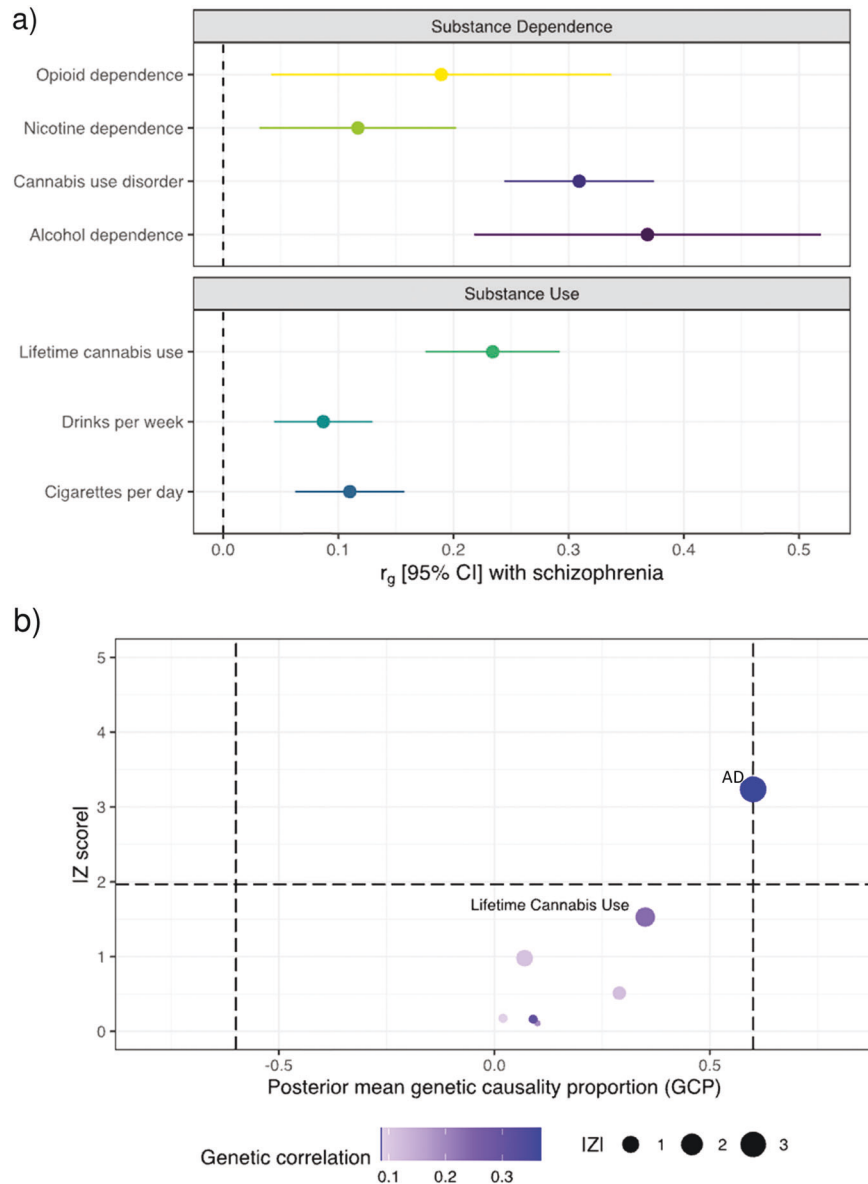 a)
Substance Dependence
Opioid dependence
Nicotine dependence
Cannabis use disorder
Alcohol dependence
Substance Use
Lifetime cannabis use
Drinks per week
Cigarettes per day
0.0 0.1 0.2 0.3 0.4 0.5
rg [95% CI] with schizophrenia
b)
5
4
AD
3
2
Lifetime Cannabis Use
1
0
|Z score|
-0.5 0.0 0.5
Posterior mean genetic causality proportion (GCP)
Genetic correlation
0.1 0.2 0.3
|Z| 1 2 3